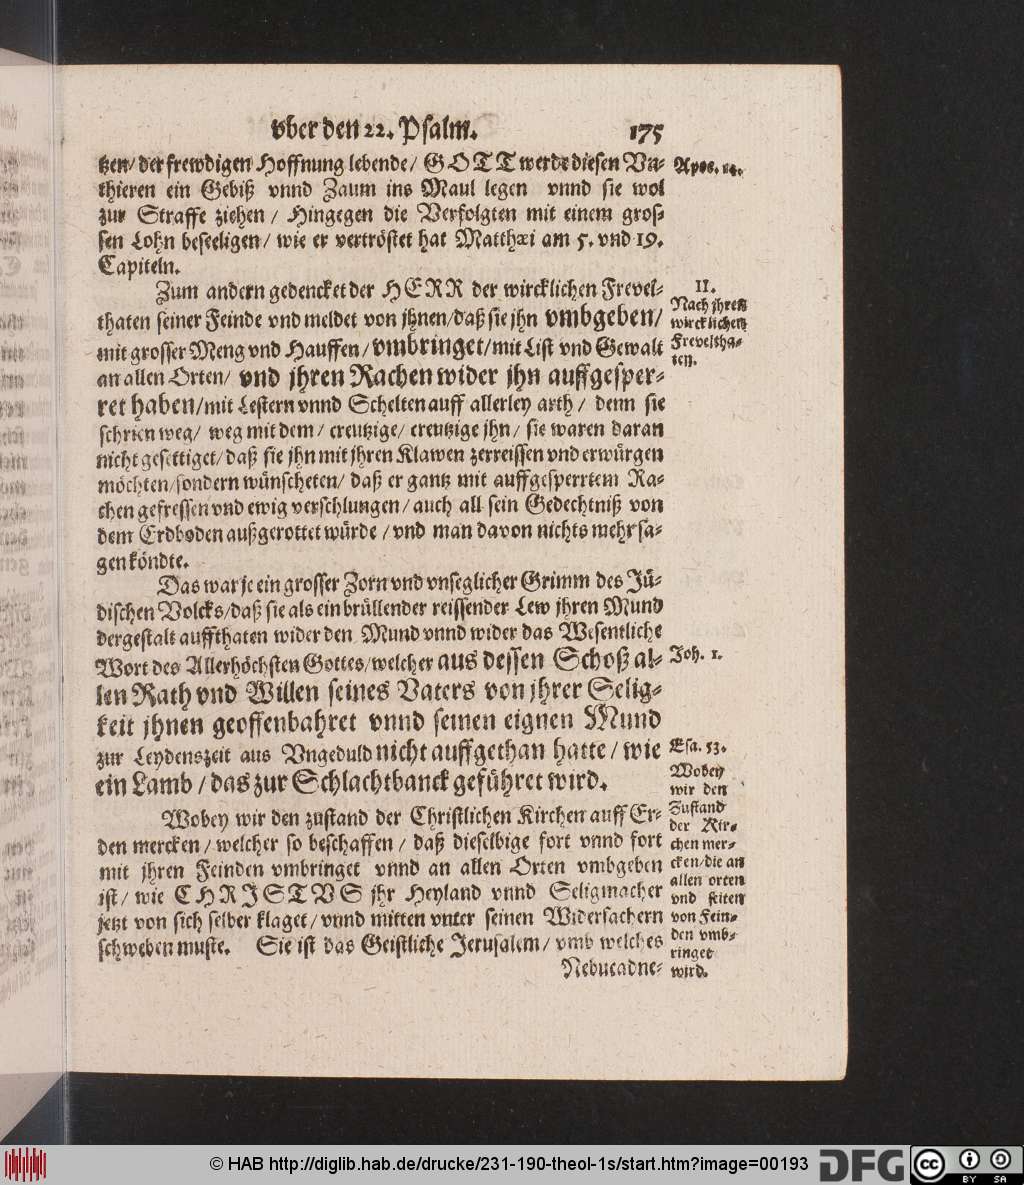 vber den 22. Psalm. 175
tzen/ der frewdigen Hoffnung lebende/ GOTT werde diesen Vn-
thieren ein Gebiß vnnd Zaum ins Maul legen vnnd sie wol
zur Straffe ziehen / Hingegen die Verfolgten mit einem gros-
sen Lohn beseeligen/ wie er vertröstet hat Matthæi am 5. vnd 19.
Capiteln.
Apoc. 14.
Zum andern gedencket der HERR der wircklichen Frevel-
thaten seiner Feinde vnd meldet von jhnen/daß sie jhn vmbgeben/
mit grosser Meng vnd Hauffen/vmbringet/mit List vnd Gewalt
an allen Orten/ vnd jhren Rachen wider jhn auffgesper-
ret haben/mit Lestern vnnd Schelten auff allerley arth / denn sie
schrien weg/ weg mit dem / creutzige/ creutzige jhn / sie waren daran
nicht gesettiget/ daß sie jhn mit jhren Klawen zerreissen vnd erwürgen
möchten/sondern wünscheten/ daß er gantz mit auffgesperrtem Ra-
chen gefressen vnd ewig verschlungen / auch all sein Gedechtniß von
dem Erdboden außgerottet würde / vnd man davon nichts mehr sa-
gen köndte.
II.
Nach jhren
wircklichen
Freveltha-
ten.
Das war je ein grosser Zorn vnd vnseglicher Grimm des Jü-
dischen Volcks/daß sie als ein brüllender reissender Lew jhren Mund
dergestalt auffthaten wider den Mund vnnd wider das Wesentliche
Wort des Allerhöchsten Gottes/welcher aus dessen Schoß al-
len Rath vnd Willen seines Vaters von jhrer Selig-
keit jhnen geoffenbahret vnnd seinen eignen Mund
zur Leydenszeit aus Vngeduld nicht auffgethan hatte / wie
ein Lamb / das zur Schlachtbanck geführet wird.
Joh. 1.
Esa. 53.
Wobey wir den zustand der Christlichen Kirchen auff Er-
den mercken / welcher so beschaffen / daß dieselbige fort vnnd fort
mit jhren Feinden vmbringet vnnd an allen Orten vmbgeben
ist / wie CHRISTVS jhr Heyland vnnd Seligmacher
jetzt von sich selber klaget / vnnd mitten vnter seinen Widersachern
schweben muste. Sie ist das Geistliche Jerusalem / vmb welches
Nebucadne-
Wobey
wir den
Zustand
der Kir-
chen mer-
cken/die an
allen orten
vnd seiten
von Fein-
den vmb-
ringet
wird.
© HAB http://diglib.hab.de/drucke/231-190-theol-1s/start.htm?image=00193
DFG
cc
BY SA